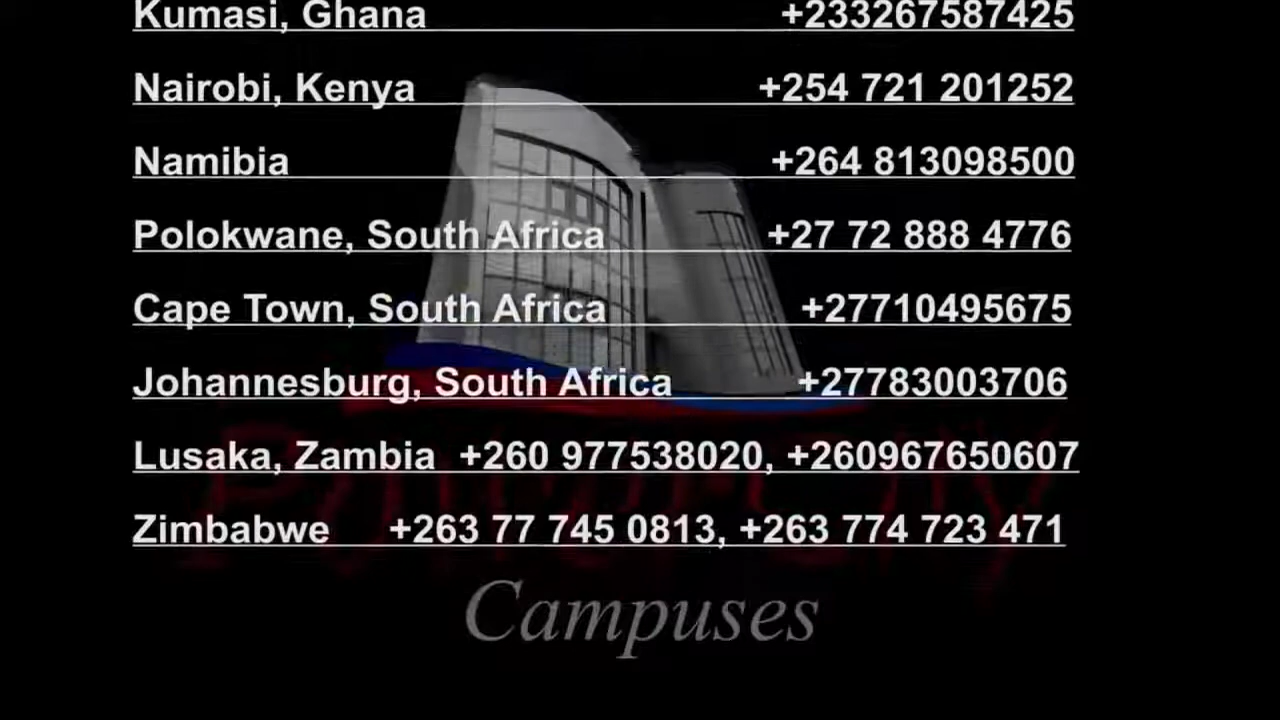 Kumasi, Ghana +233267587425
Nairobi, Kenya +254 721 201252
Namibia +264 813098500
Polokwane, South Africa +27 72 888 4776
Cape Town, South Africa +27710495675
Johannesburg, South Africa +27783003706
Lusaka, Zambia +260 977538020, +260967650607
Zimbabwe +263 77 745 0813, +263 774 723 471
Campuses